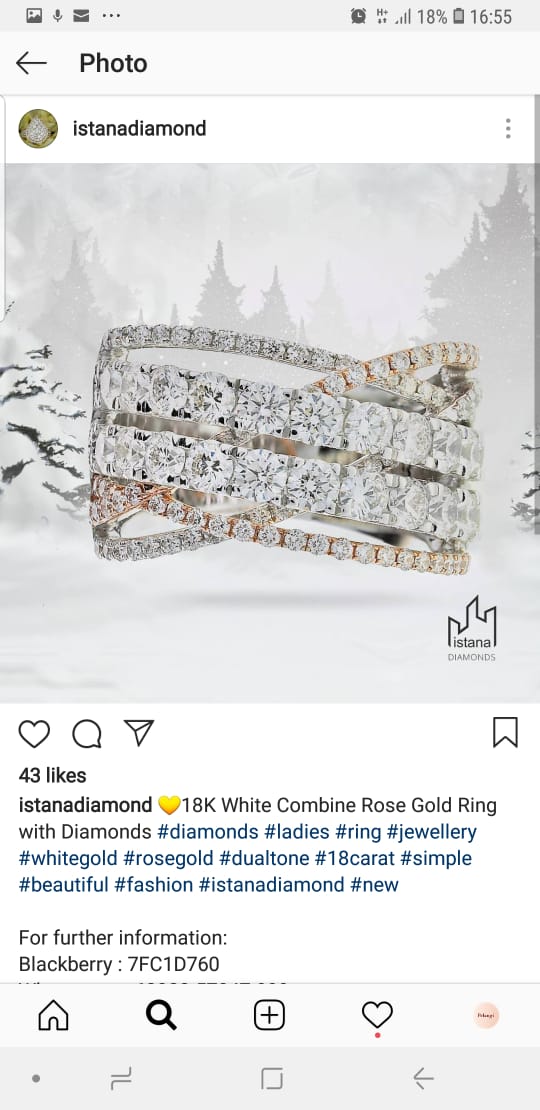 H+ 18% 16:55
Photo
istanadiamond
istana
DIAMONDS
43 likes
istanadiamond 💛18K White Combine Rose Gold Ring
with Diamonds #diamonds #ladies #ring #jewellery
#whitegold #rosegold #dualtone #18carat #simple
#beautiful #fashion #istanadiamond #new
For further information:
Blackberry : 7FC1D760